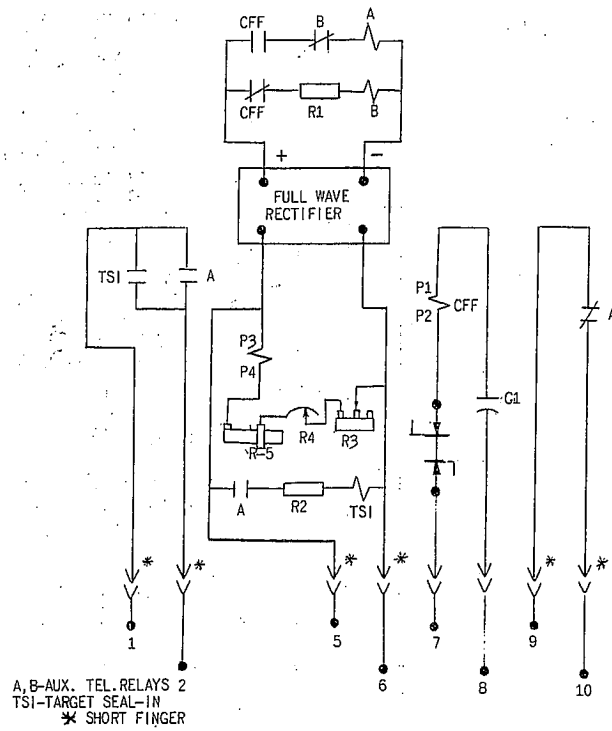 CFF
B
A
CFF
R1
B
+
−
FULL WAVE
RECTIFIER
TSI
A
P1
P2
CFF
A
P3
P4
C1
R-5
R4
R3
A
R2
TSI
*
*
*
*
*
*
1
5
7
9
6
8
10
A,B-AUX. TEL.RELAYS 2
TSI-TARGET SEAL-IN
* SHORT FINGER